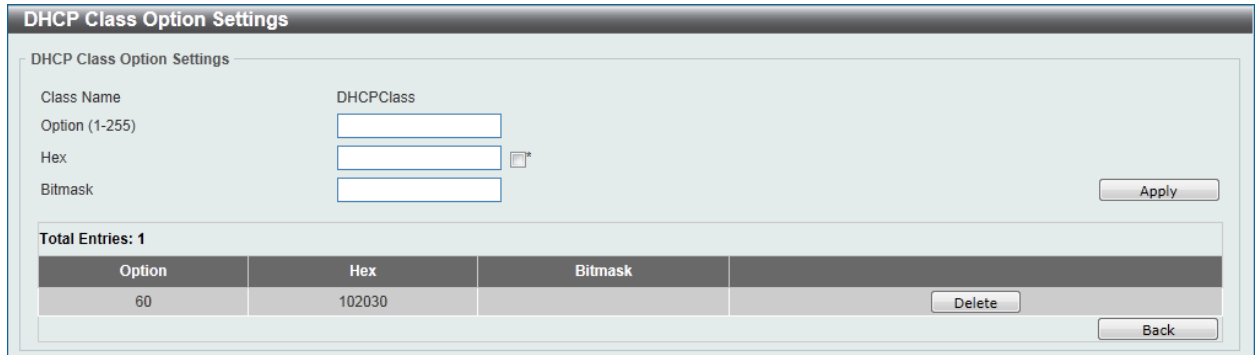 DHCP Class Option Settings
DHCP Class Option Settings
Class Name DHCPClass
Option (1-255)
Hex *
Bitmask Apply
Total Entries: 1
Option Hex Bitmask
60 102030 Delete
Back